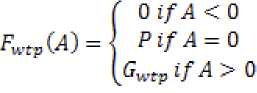 F_wtp(A) = { 0 if A < 0
P if A = 0
G_wtp if A > 0